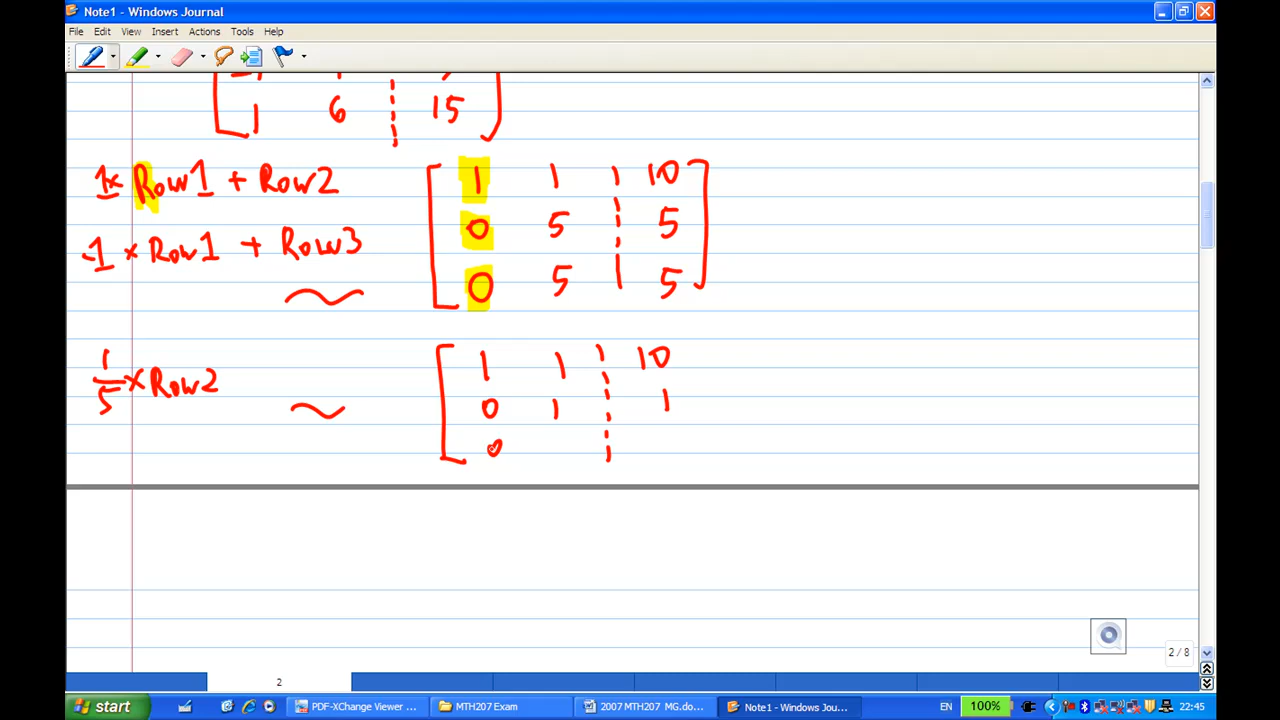 Note1 - Windows Journal
File Edit View Insert Actions Tools Help
1 6 15
1× Row1 + Row2
1 1 10
0 5 5
-1 × Row1 + Row3
0 5 5
1/5 × Row2
1 1 10
0 1 1
0
2 / 8
2
start PDF-XChange Viewer ... MTH207 Exam 2007 MTH207 MG.do... Note1 - Windows Jou... EN 100% 22:45